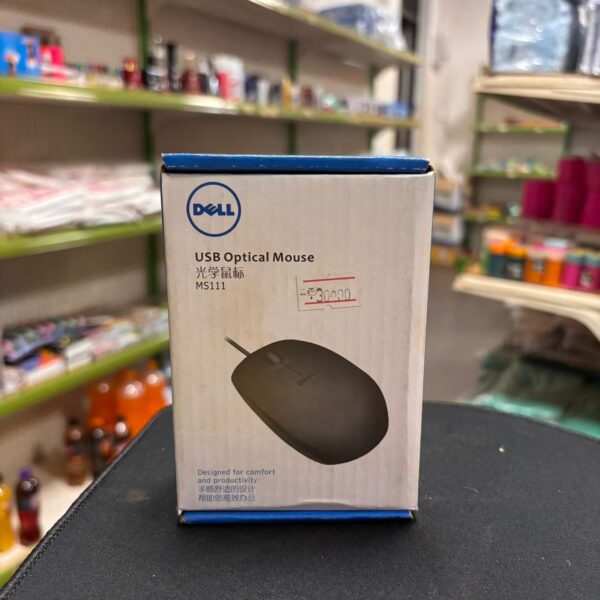 DELL
USB Optical Mouse
光学鼠标
MS111
DELL
Designed for comfort
and productivity
手感舒适的设计
帮助您高效办公